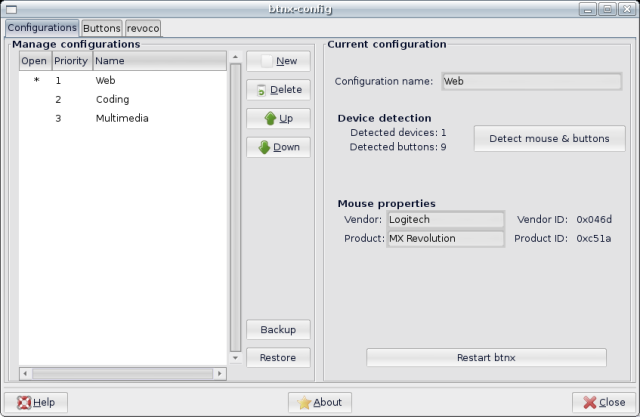 btnx-config
Configurations Buttons revoco
Manage configurations
Open Priority Name
* 1 Web
2 Coding
3 Multimedia
New
Delete
Up
Down
Backup
Restore
Current configuration
Configuration name: Web
Device detection
Detected devices: 1
Detected buttons: 9
Detect mouse & buttons
Mouse properties
Vendor: Logitech Vendor ID: 0x046d
Product: MX Revolution Product ID: 0xc51a
Restart btnx
Help About Close